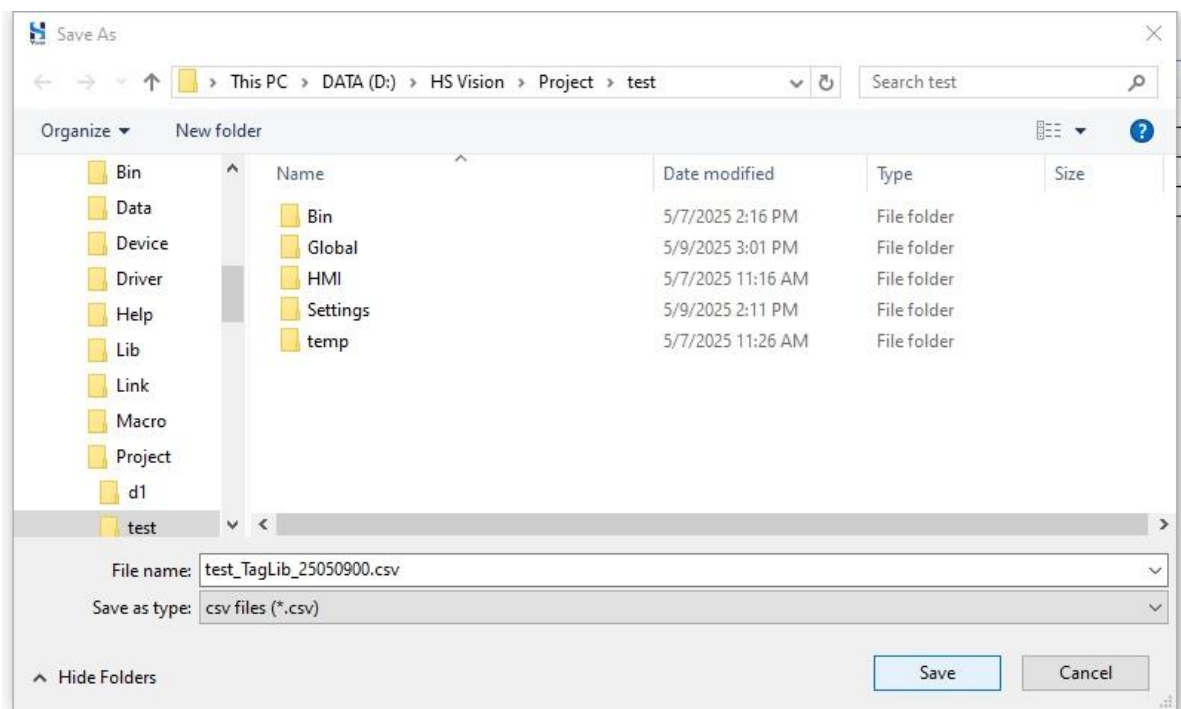 Save As
This PC > DATA (D:) > HS Vision > Project > test
Search test
Organize
New folder
Bin
Data
Device
Driver
Help
Lib
Link
Macro
Project
d1
test
Name Date modified Type Size
Bin 5/7/2025 2:16 PM File folder
Global 5/9/2025 3:01 PM File folder
HMI 5/7/2025 11:16 AM File folder
Settings 5/9/2025 2:11 PM File folder
temp 5/7/2025 11:26 AM File folder
File name: test_TagLib_25050900.csv
Save as type: csv files (*.csv)
Hide Folders
Save
Cancel